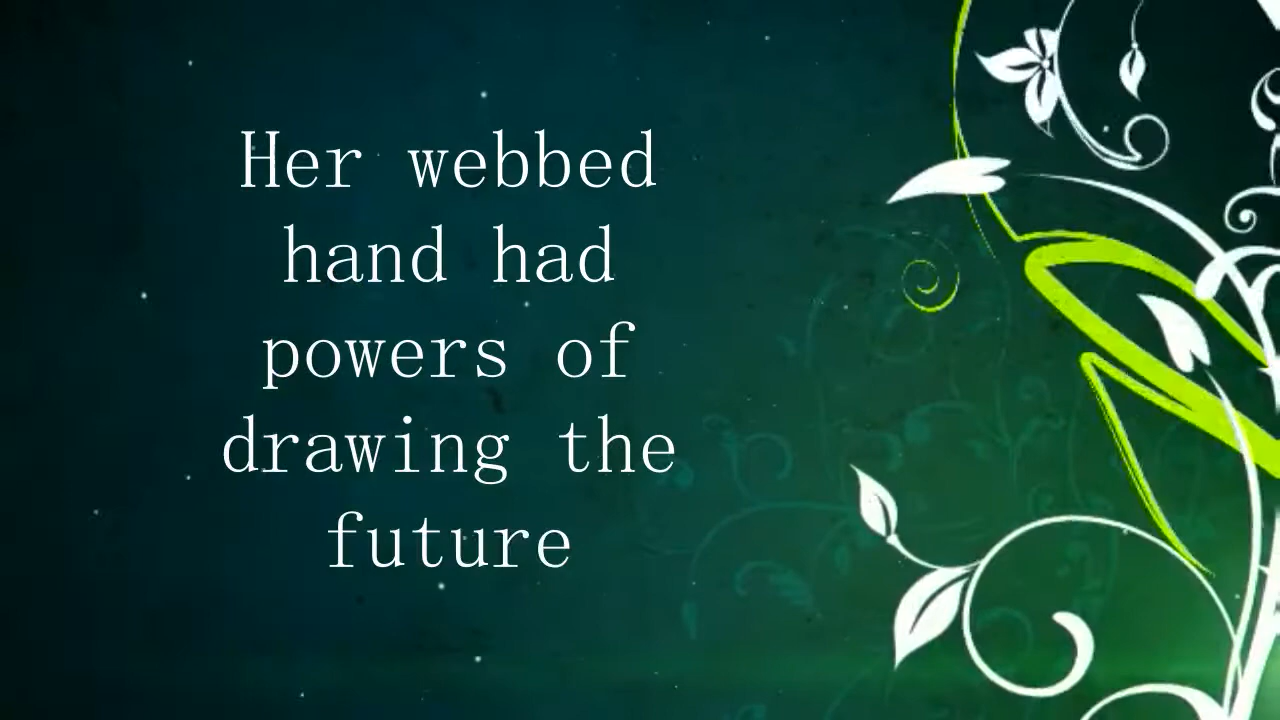 Her webbed
hand had
powers of
drawing the
future